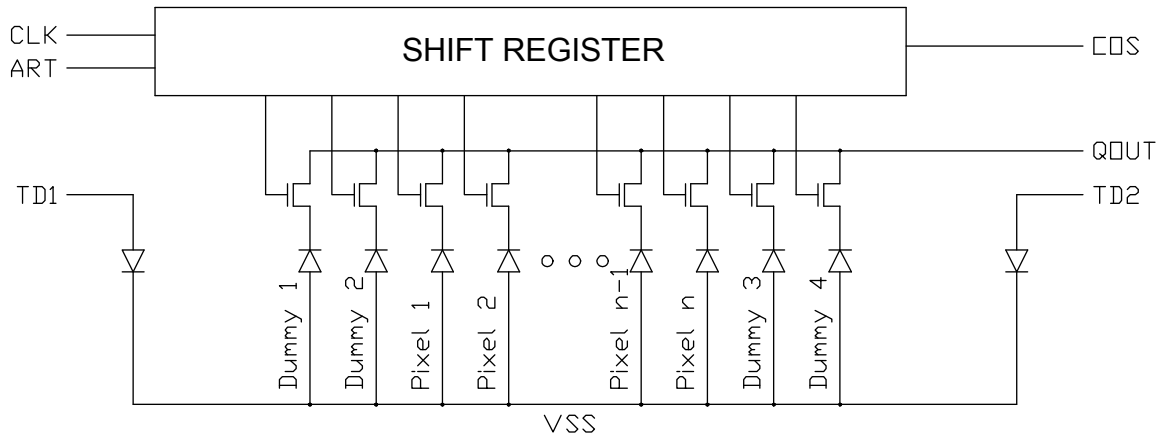 CLK
ART
SHIFT REGISTER
COS
QOUT
TD1
TD2
Dummy 1
Dummy 2
Pixel 1
Pixel 2
Pixel n-1
Pixel n
Dummy 3
Dummy 4
VSS